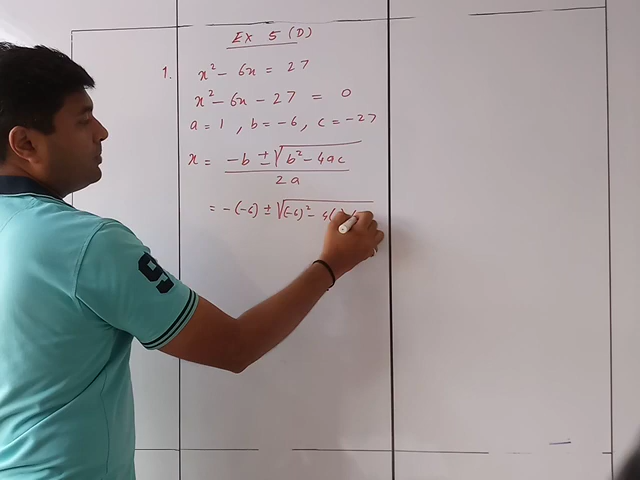 Ex 5 (D)
1. x² - 6x = 27
x² - 6x - 27 = 0
a = 1 , b = -6, c = -27
x = -b ± √b² - 4ac
2a
= -(-6) ± √(-6)² - 4(
9